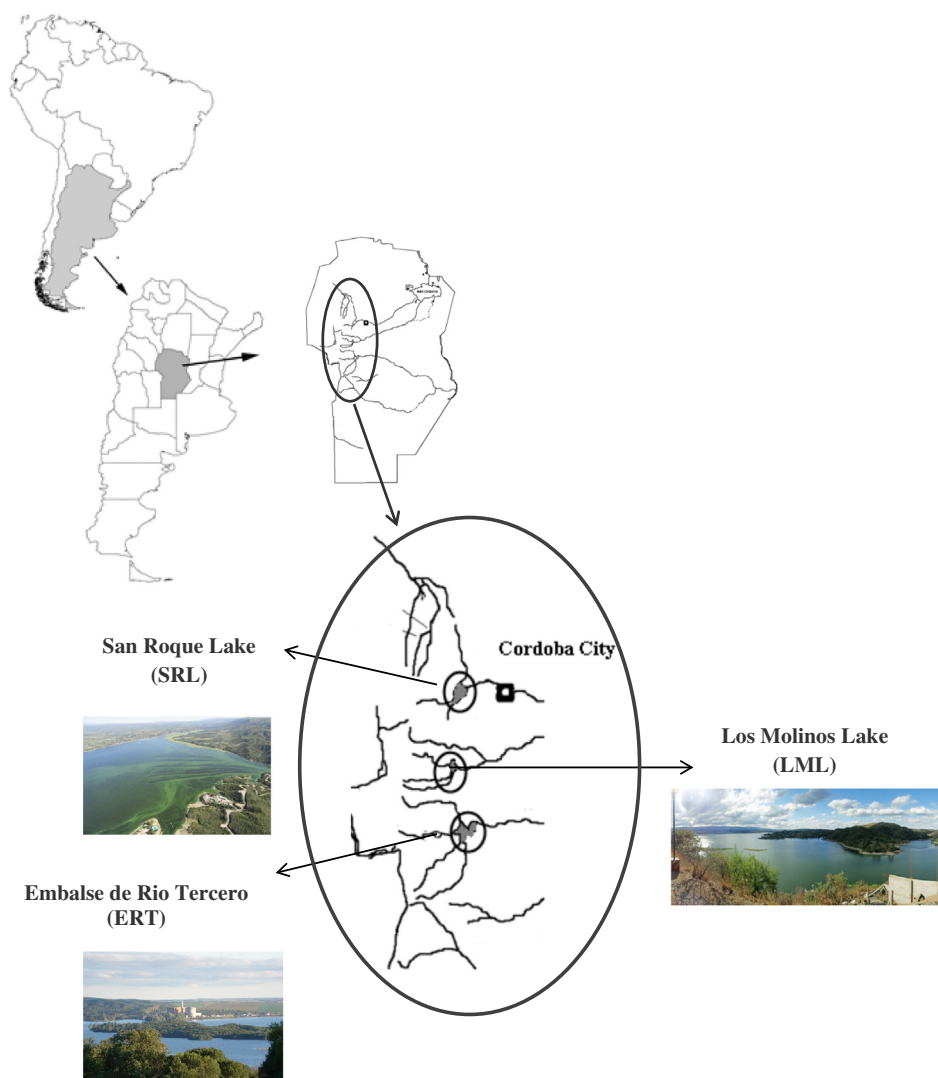 San Roque Lake
(SRL)
Cordoba City
Los Molinos Lake
(LML)
Embalse de Rio Tercero
(ERT)